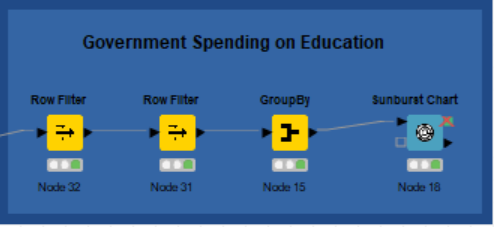 Government Spending on Education
Row Filter Row Filter GroupBy Sunburst Chart
Node 32 Node 31 Node 15 Node 18